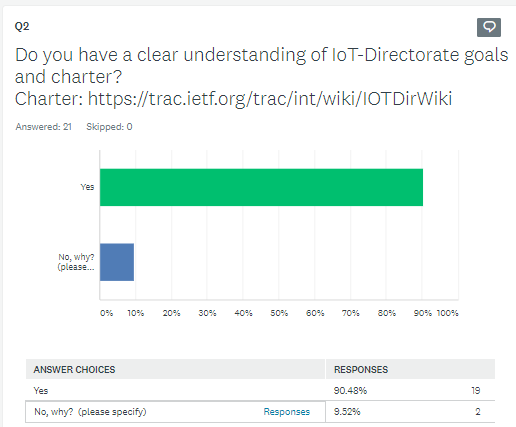 Q2
Do you have a clear understanding of IoT-Directorate goals
and charter?
Charter: https://trac.ietf.org/trac/int/wiki/IOTDirWiki
Answered: 21 Skipped: 0
Yes
No, why?
(please...
0% 10% 20% 30% 40% 50% 60% 70% 80% 90% 100%
ANSWER CHOICES RESPONSES
Yes 90.48% 19
No, why? (please specify) Responses 9.52% 2